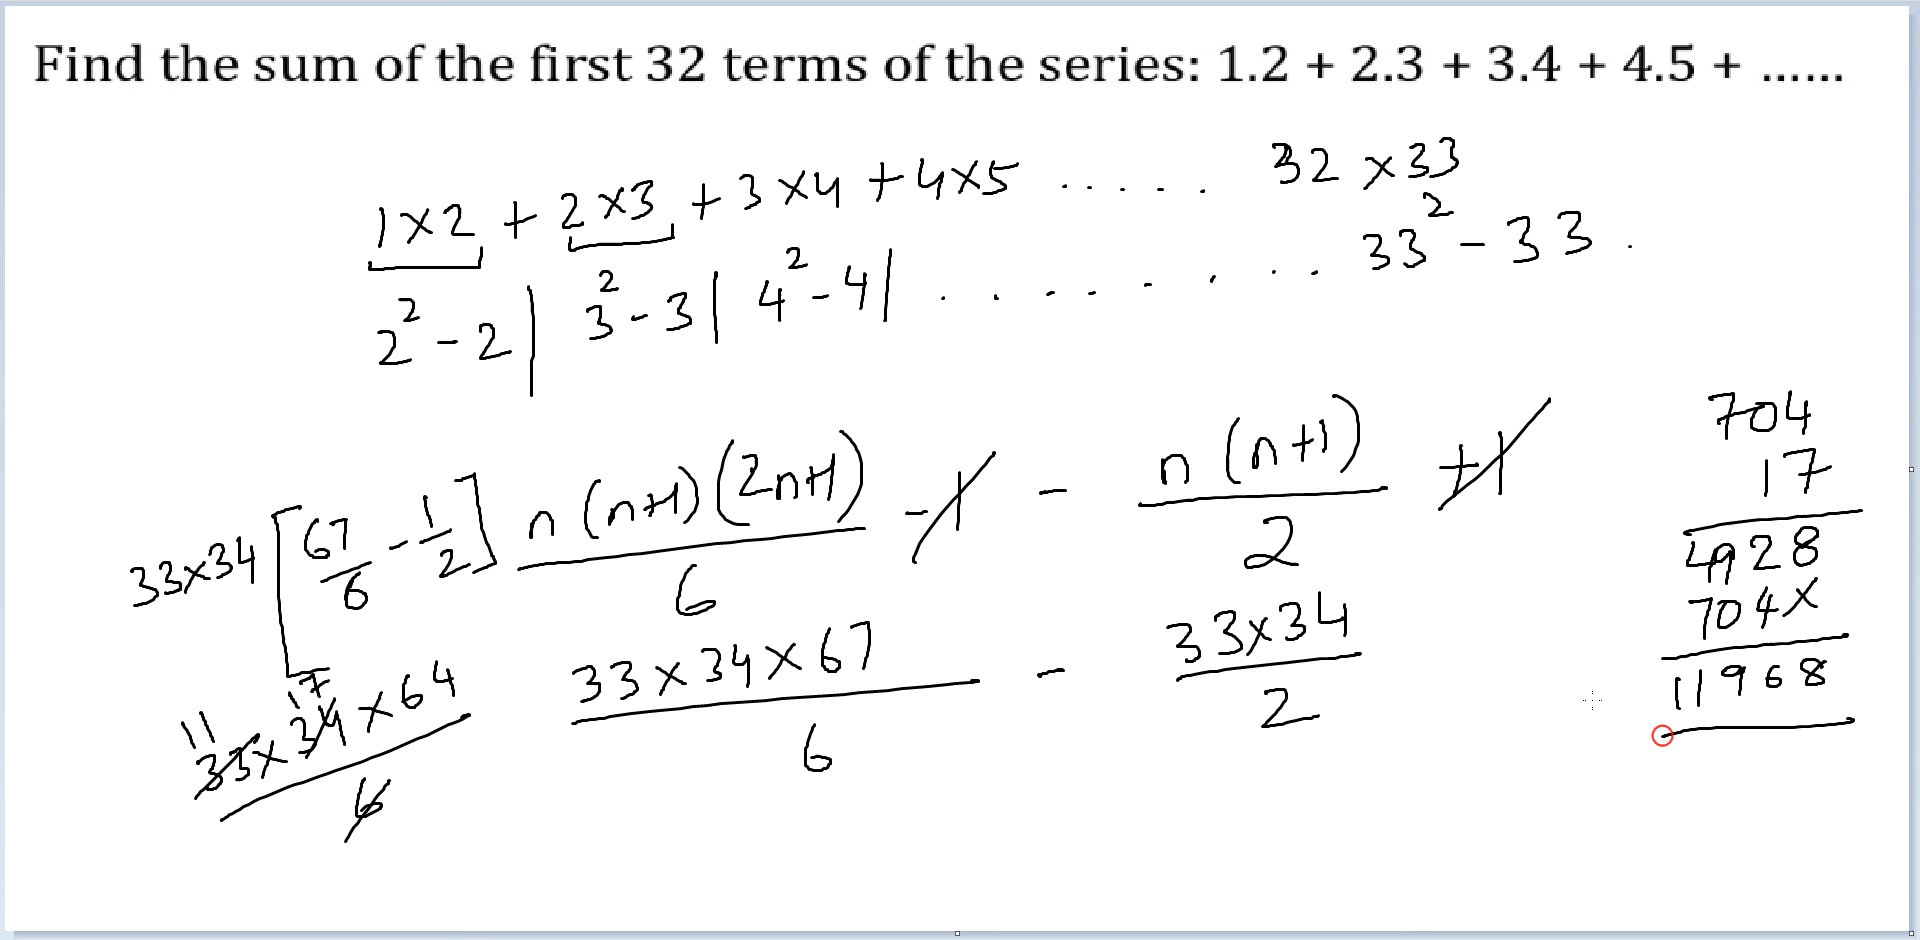 Find the sum of the first 32 terms of the series: 1.2 + 2.3 + 3.4 + 4.5 + ......
1×2 + 2×3 + 3×4 + 4×5 ..... 32×33
2² - 2 | 3² - 3 | 4² - 4 | ......... 33² - 33 .
n(n+1)(2n+1) / 6 - 1 - n(n+1) / 2 + 1
33×34 [ 67/6 - 1/2 ]
33×34×67 / 6 - 33×34 / 2
11 17
33×34×64 / 6
704
17
4928
704×
11968